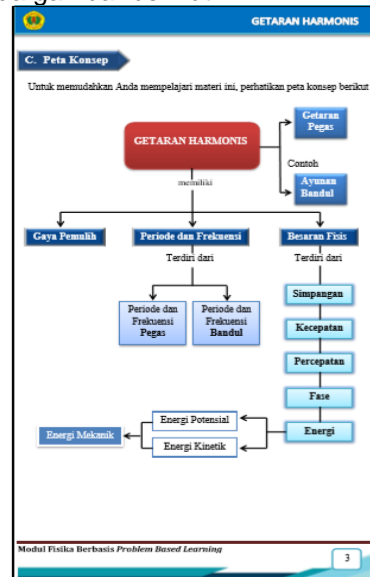 GETARAN HARMONIS
C. Peta Konsep
Untuk memudahkan Anda mempelajari materi ini, perhatikan peta konsep berikut
GETARAN HARMONIS
Getaran
Pegas
Contoh
Ayunan
Bandul
memiliki
Gaya Pemulih
Periode dan Frekuensi
Besaran Fisis
Terdiri dari
Terdiri dari
Periode dan
Frekuensi
Pegas
Periode dan
Frekuensi
Bandul
Simpangan
Kecepatan
Percepatan
Fase
Energi
Energi Potensial
Energi Kinetik
Energi Mekanik
Modul Fisika Berbasis Problem Based Learning
3